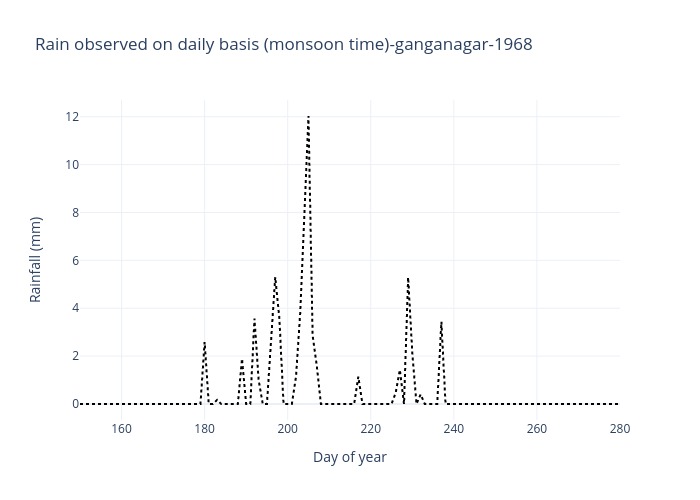 Rain observed on daily basis (monsoon time)-ganganagar-1968
12
10
8
6
4
2
0
Rainfall (mm)
160 180 200 220 240 260 280
Day of year